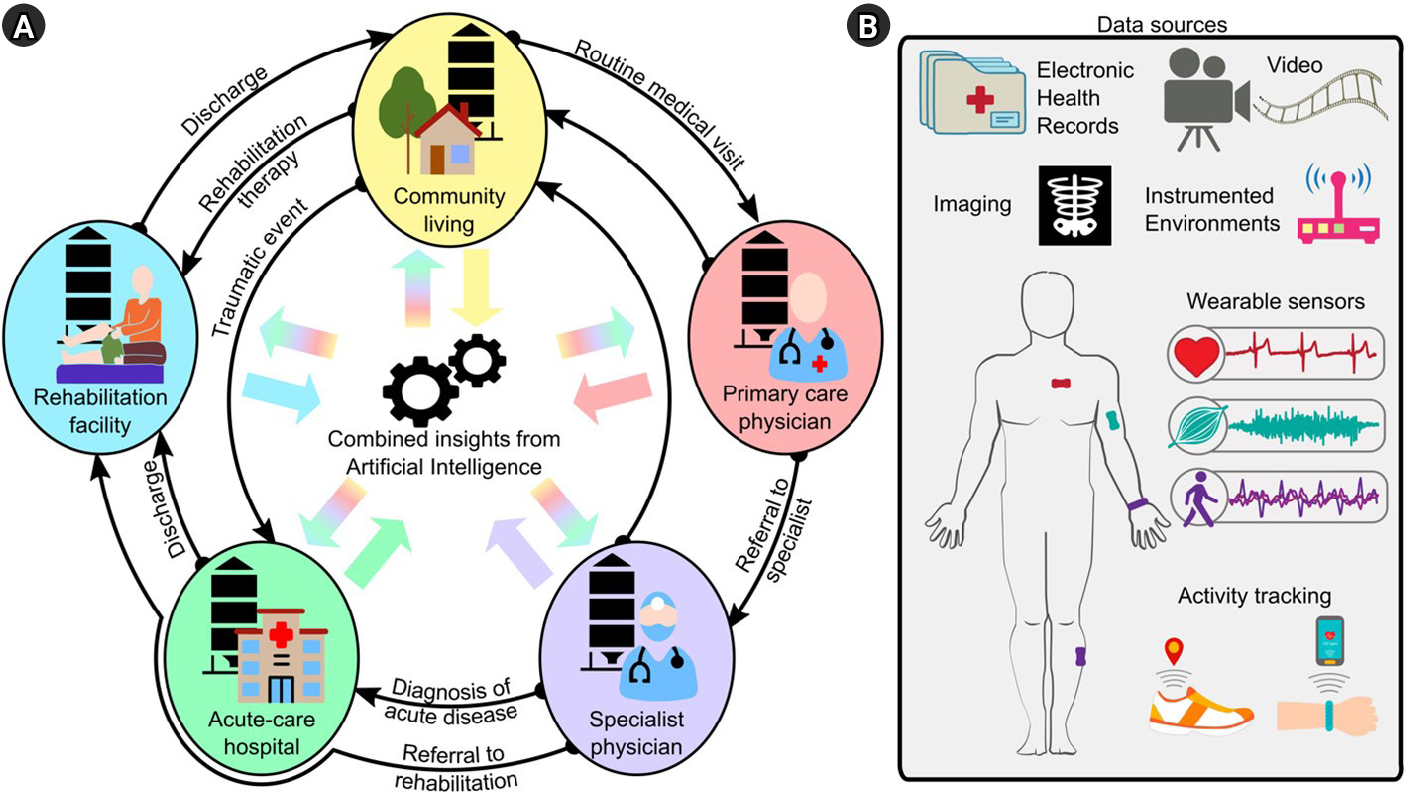 A
Discharge
Rehabilitation
therapy
Traumatic event
Routine medical visit
Community
living
Rehabilitation
facility
Primary care
physician
Combined insights from
Artificial Intelligence
Discharge
Referral to
specialist
Acute-care
hospital
Diagnosis of
acute disease
Specialist
physician
Referral to
rehabilitation
B
Data sources
Electronic
Health
Records
Video
Imaging
Instrumented
Environments
Wearable sensors
Activity tracking